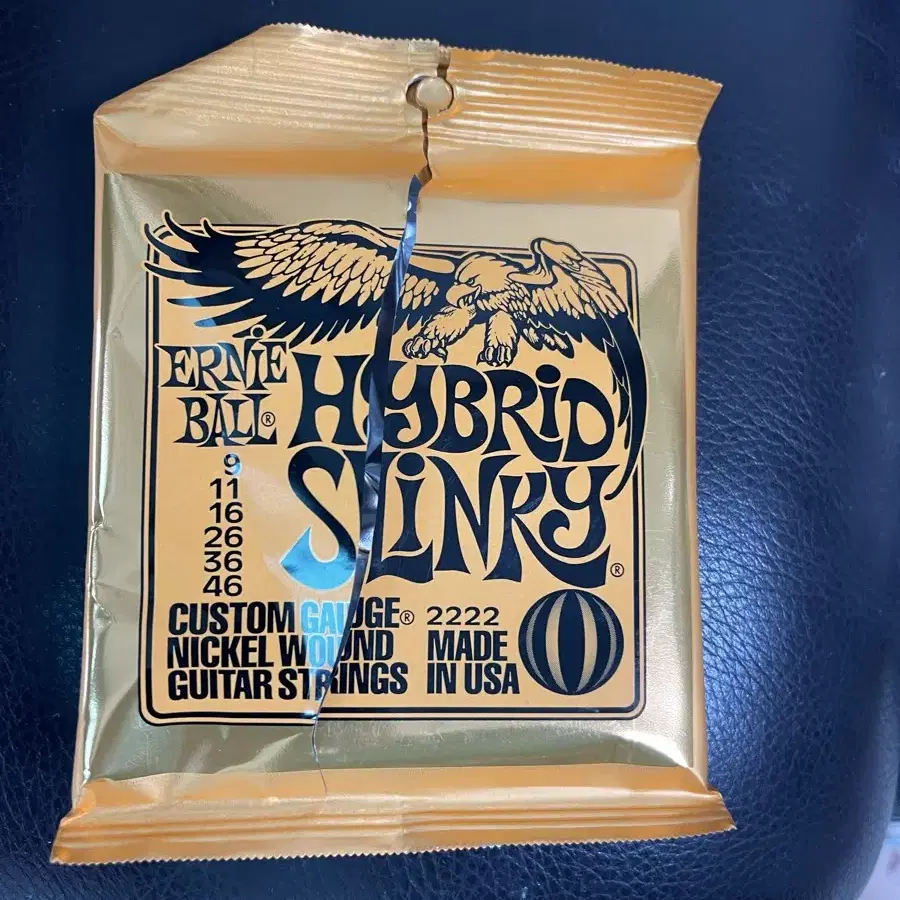 ERNIE
BALL®
HYBRID
SLINKY®
9
11
16
26
36
46
CUSTOM GAUGE®
NICKEL WOUND
GUITAR STRINGS
2222
MADE
IN USA